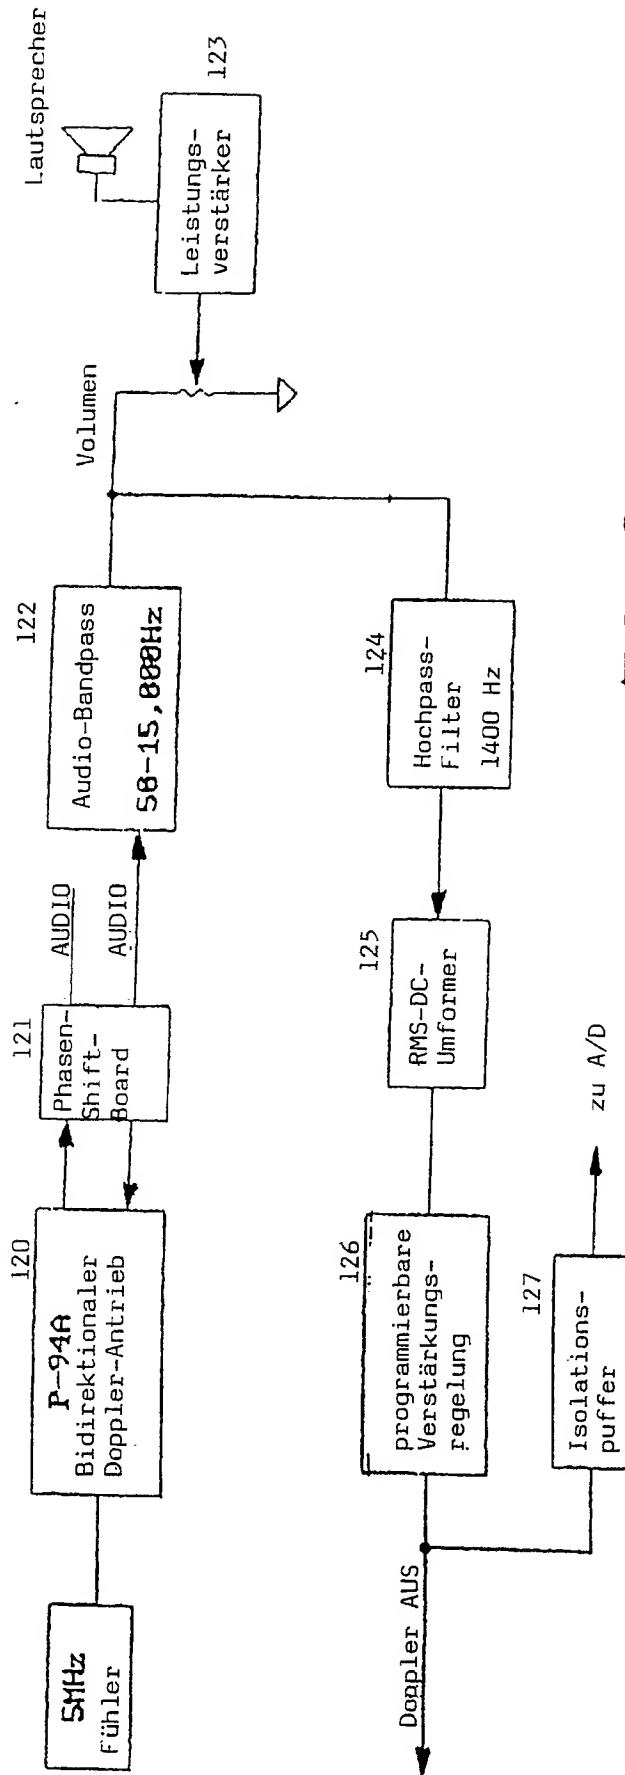 5MHz
Fühler
120
P-94A
Bidirektionaler
Doppler-Antrieb
121
Phasen-
Shift-
Board
AUDIO
AUDIO
122
Audio-Bandpass
50-15,000Hz
Volumen
Lautsprecher
123
Leistungs-
verstärker
124
Hochpass-
Filter
1400 Hz
125
RMS-DC-
Umformer
126
programmierbare
Verstärkungs-
regelung
Doppler AUS
127
Isolations-
puffer
zu A/D